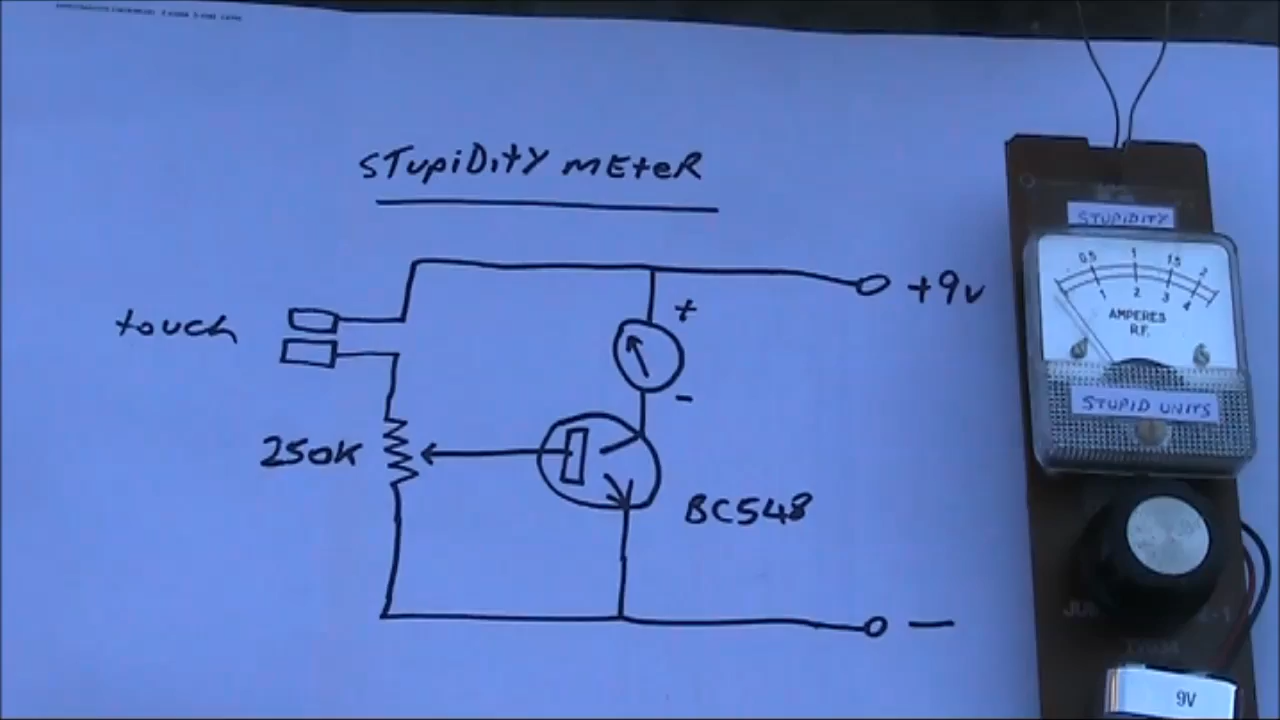 STupiDitY METeR
touch
+9v
+
-
250K
BC548
—
STUPIDITY
0.5 1 1.5 2
1 2 3 4
AMPERES
R.F.
STUPID UNITS
9V